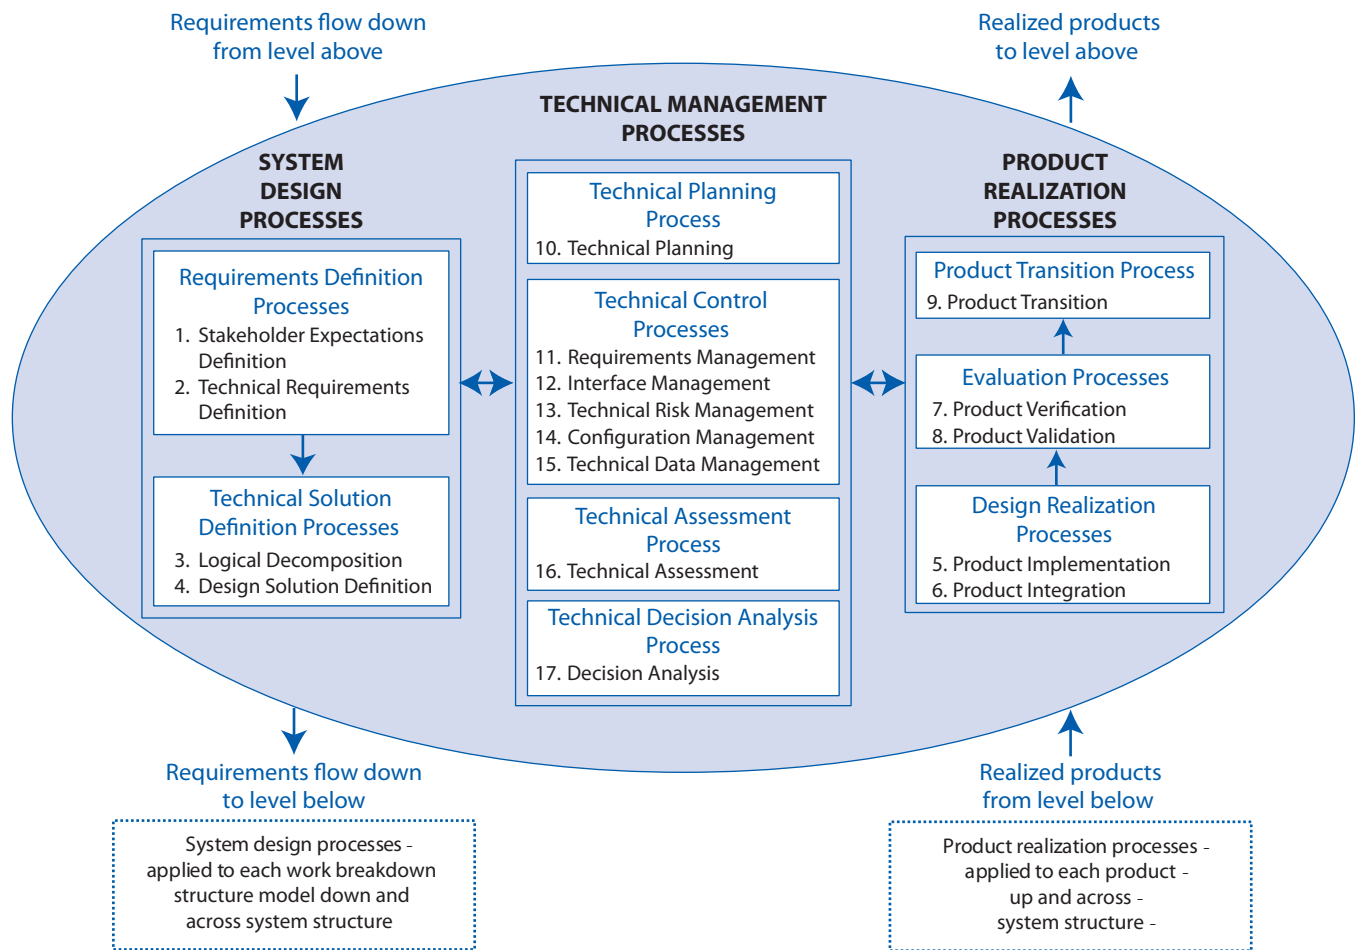 Requirements flow down
from level above
Realized products
to level above
TECHNICAL MANAGEMENT
PROCESSES
SYSTEM
DESIGN
PROCESSES
Requirements Definition
Processes
1. Stakeholder Expectations
Definition
2. Technical Requirements
Definition
Technical Solution
Definition Processes
3. Logical Decomposition
4. Design Solution Definition
Technical Planning
Process
10. Technical Planning
Technical Control
Processes
11. Requirements Management
12. Interface Management
13. Technical Risk Management
14. Configuration Management
15. Technical Data Management
Technical Assessment
Process
16. Technical Assessment
Technical Decision Analysis
Process
17. Decision Analysis
PRODUCT
REALIZATION
PROCESSES
Product Transition Process
9. Product Transition
Evaluation Processes
7. Product Verification
8. Product Validation
Design Realization
Processes
5. Product Implementation
6. Product Integration
Requirements flow down
to level below
System design processes -
applied to each work breakdown
structure model down and
across system structure
Realized products
from level below
Product realization processes -
applied to each product -
up and across -
system structure -